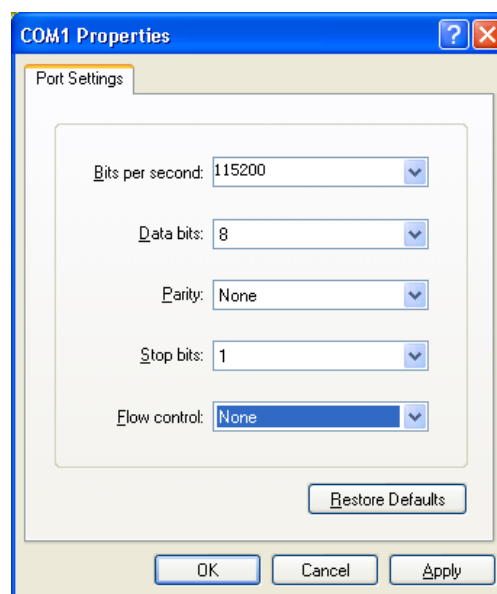 COM1 Properties
Port Settings
Bits per second: 115200
Data bits: 8
Parity: None
Stop bits: 1
Flow control: None
Restore Defaults
OK Cancel Apply